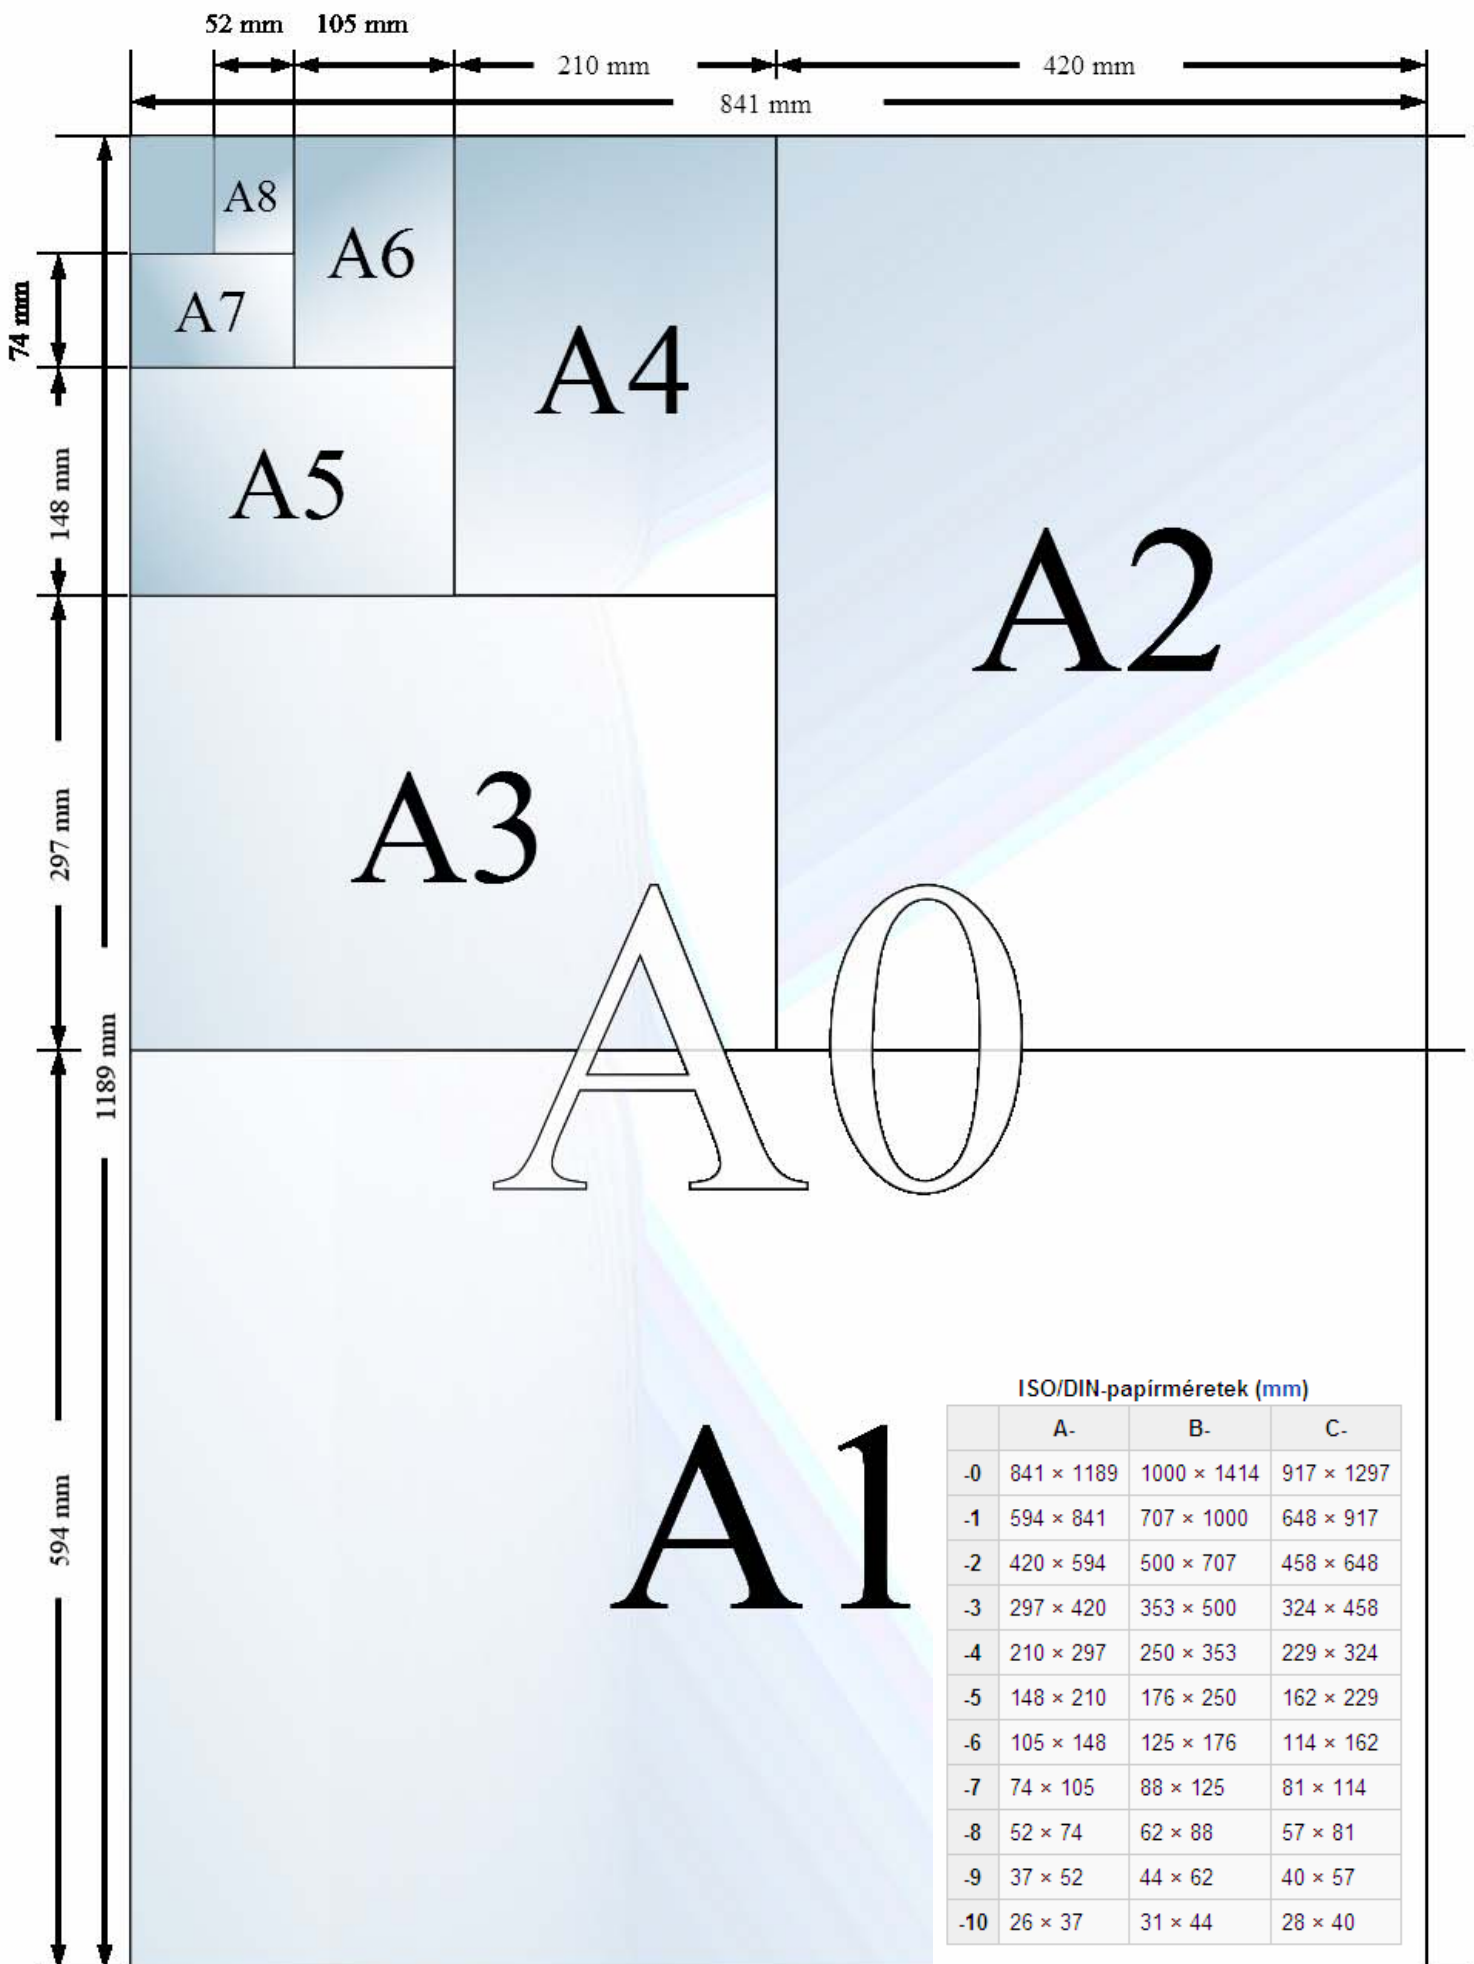 52 mm 105 mm
210 mm 420 mm
841 mm
A8
A6
A7
74 mm
A4
A5
148 mm
A2
A3
297 mm
A0
1189 mm
A1
594 mm
ISO/DIN-papírméretek (mm)
A- B- C-
-0 841 × 1189 1000 × 1414 917 × 1297
-1 594 × 841 707 × 1000 648 × 917
-2 420 × 594 500 × 707 458 × 648
-3 297 × 420 353 × 500 324 × 458
-4 210 × 297 250 × 353 229 × 324
-5 148 × 210 176 × 250 162 × 229
-6 105 × 148 125 × 176 114 × 162
-7 74 × 105 88 × 125 81 × 114
-8 52 × 74 62 × 88 57 × 81
-9 37 × 52 44 × 62 40 × 57
-10 26 × 37 31 × 44 28 × 40